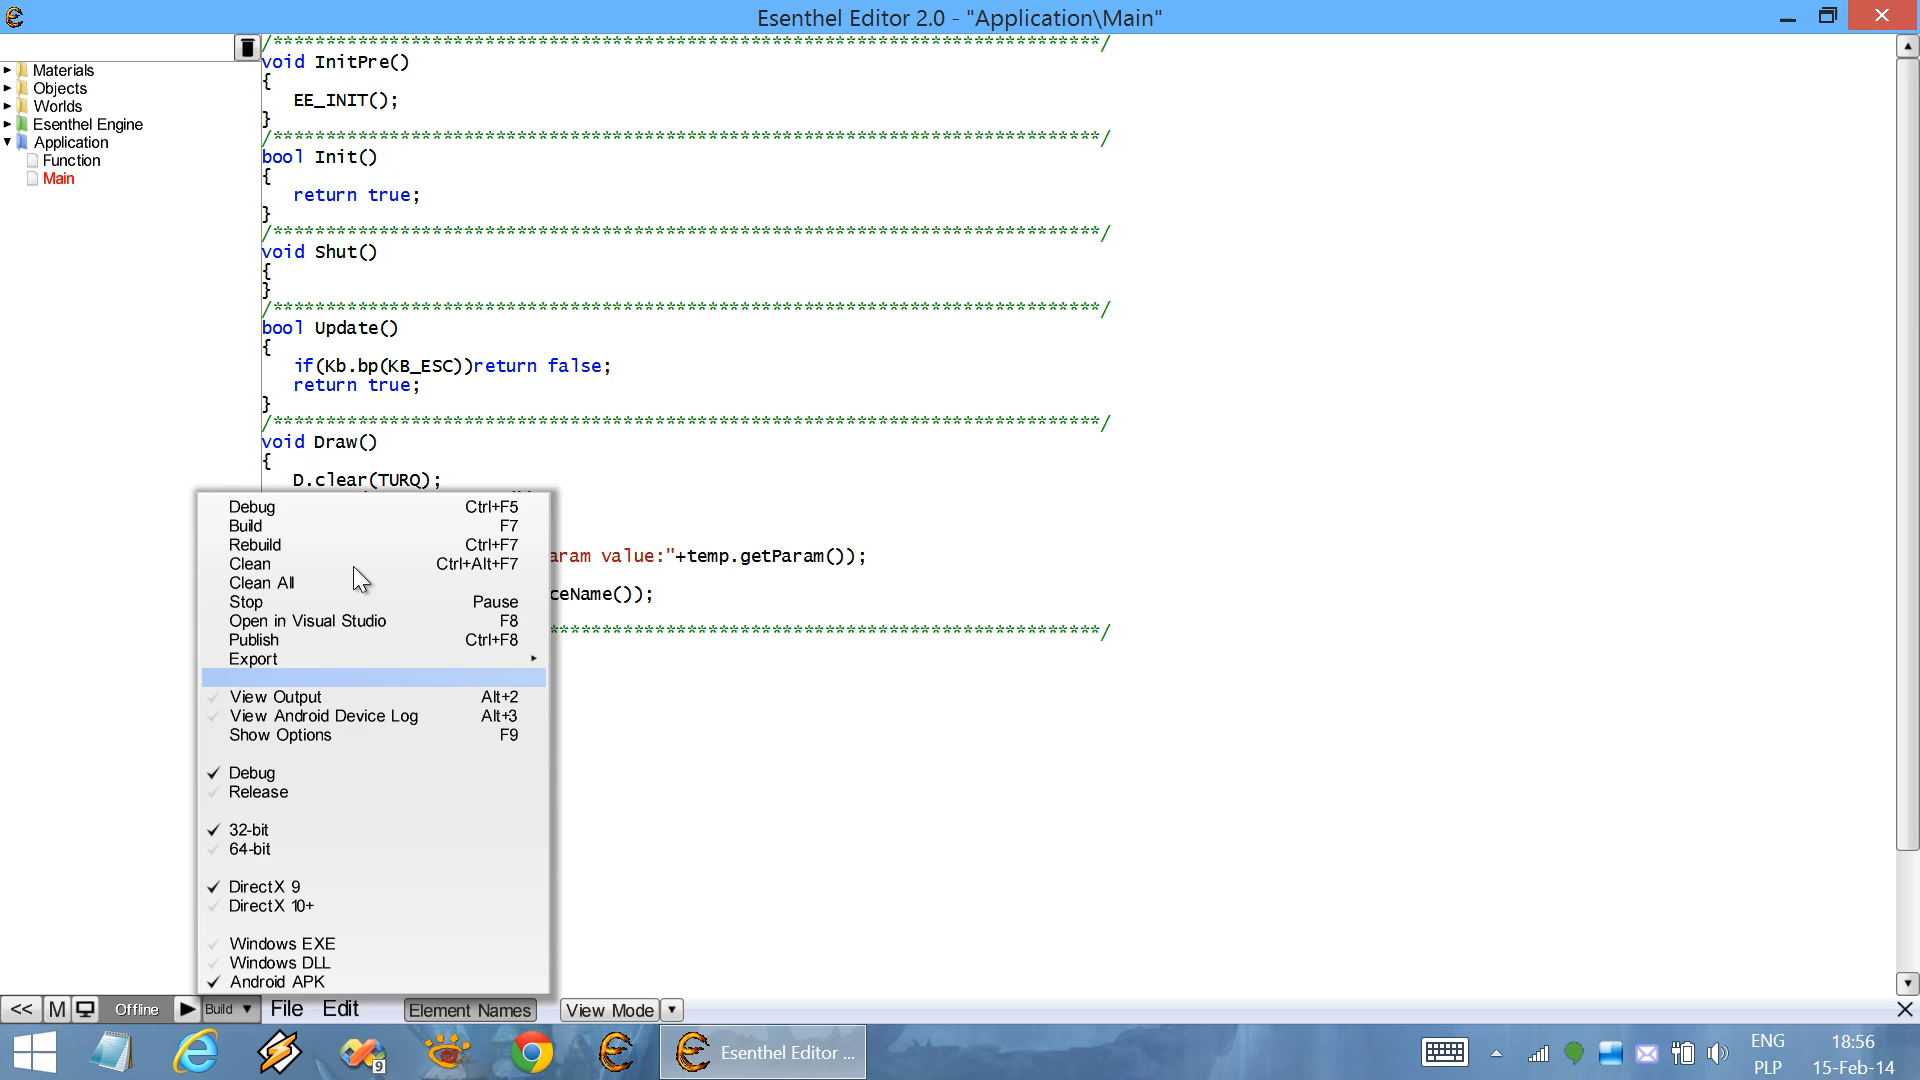 Esenthel Editor 2.0 - "Application\Main"
Materials
Objects
Worlds
Esenthel Engine
Application
Function
Main
/*******************************************************************************/
void InitPre()
{
EE_INIT();
}
/*******************************************************************************/
bool Init()
{
return true;
}
/*******************************************************************************/
void Shut()
{
}
/*******************************************************************************/
bool Update()
{
if(Kb.bp(KB_ESC))return false;
return true;
}
/*******************************************************************************/
void Draw()
{
D.clear(TURQ);
aram value:"+temp.getParam());
ceName());
*****************************************************/
Debug Ctrl+F5
Build F7
Rebuild Ctrl+F7
Clean Ctrl+Alt+F7
Clean All
Stop Pause
Open in Visual Studio F8
Publish Ctrl+F8
Export
View Output Alt+2
View Android Device Log Alt+3
Show Options F9
Debug
Release
32-bit
64-bit
DirectX 9
DirectX 10+
Windows EXE
Windows DLL
Android APK
<< M Offline Build File Edit Element Names View Mode
9
Esenthel Editor ...
ENG
PLP
18:56
15-Feb-14